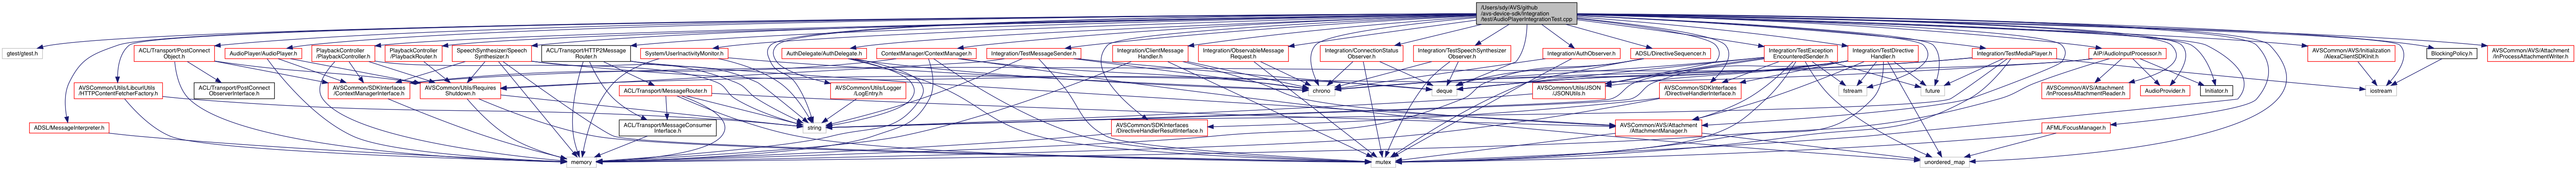 /Users/sdy/AVS/github
/avs-device-sdk/Integration
/test/AudioPlayerIntegrationTest.cpp
gtest/gtest.h
ACL/Transport/PostConnect
Object.h
AudioPlayer/AudioPlayer.h
PlaybackController
/PlaybackController.h
PlaybackController
/PlaybackRouter.h
SpeechSynthesizer/Speech
Synthesizer.h
ACL/Transport/HTTP2Message
Router.h
System/UserInactivityMonitor.h
AuthDelegate/AuthDelegate.h
ContextManager/ContextManager.h
Integration/TestMessageSender.h
Integration/ClientMessage
Handler.h
Integration/ObservableMessage
Request.h
Integration/ConnectionStatus
Observer.h
Integration/TestSpeechSynthesizer
Observer.h
Integration/AuthObserver.h
ADSL/DirectiveSequencer.h
Integration/TestException
EncounteredSender.h
Integration/TestDirective
Handler.h
Integration/TestMediaPlayer.h
AIP/AudioInputProcessor.h
AVSCommon/AVS/Initialization
/AlexaClientSDKInit.h
BlockingPolicy.h
AVSCommon/AVS/Attachment
/InProcessAttachmentWriter.h
AVSCommon/Utils/LibcurlUtils
/HTTPContentFetcherFactory.h
ACL/Transport/PostConnect
ObserverInterface.h
AVSCommon/SDKInterfaces
/ContextManagerInterface.h
AVSCommon/Utils/Requires
Shutdown.h
ACL/Transport/MessageRouter.h
AVSCommon/Utils/Logger
/LogEntry.h
chrono
deque
AVSCommon/Utils/JSON
/JSONUtils.h
AVSCommon/SDKInterfaces
/DirectiveHandlerInterface.h
fstream
future
AVSCommon/AVS/Attachment
/InProcessAttachmentReader.h
AudioProvider.h
Initiator.h
iostream
ADSL/MessageInterpreter.h
ACL/Transport/MessageConsumer
Interface.h
string
AVSCommon/SDKInterfaces
/DirectiveHandlerResultInterface.h
AVSCommon/AVS/Attachment
/AttachmentManager.h
AFML/FocusManager.h
memory
mutex
unordered_map